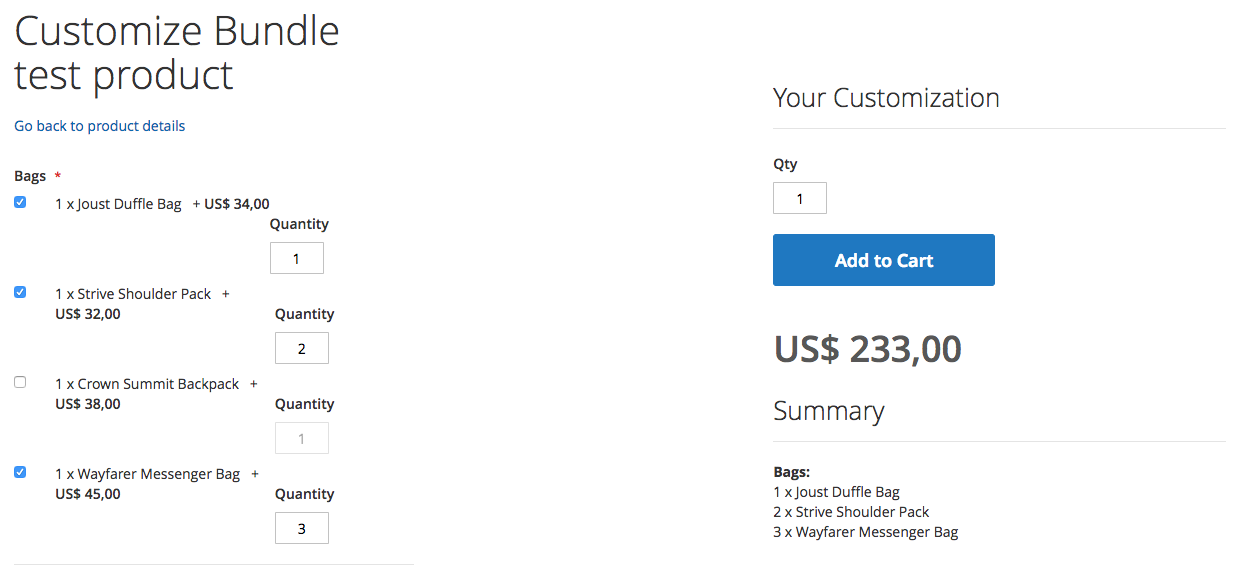 Customize Bundle
test product
Go back to product details
Bags *
1 x Joust Duffle Bag + US$ 34,00
Quantity
1
1 x Strive Shoulder Pack +
US$ 32,00
Quantity
2
1 x Crown Summit Backpack +
US$ 38,00
Quantity
1
1 x Wayfarer Messenger Bag +
US$ 45,00
Quantity
3
Your Customization
Qty
1
Add to Cart
US$ 233,00
Summary
Bags:
1 x Joust Duffle Bag
2 x Strive Shoulder Pack
3 x Wayfarer Messenger Bag